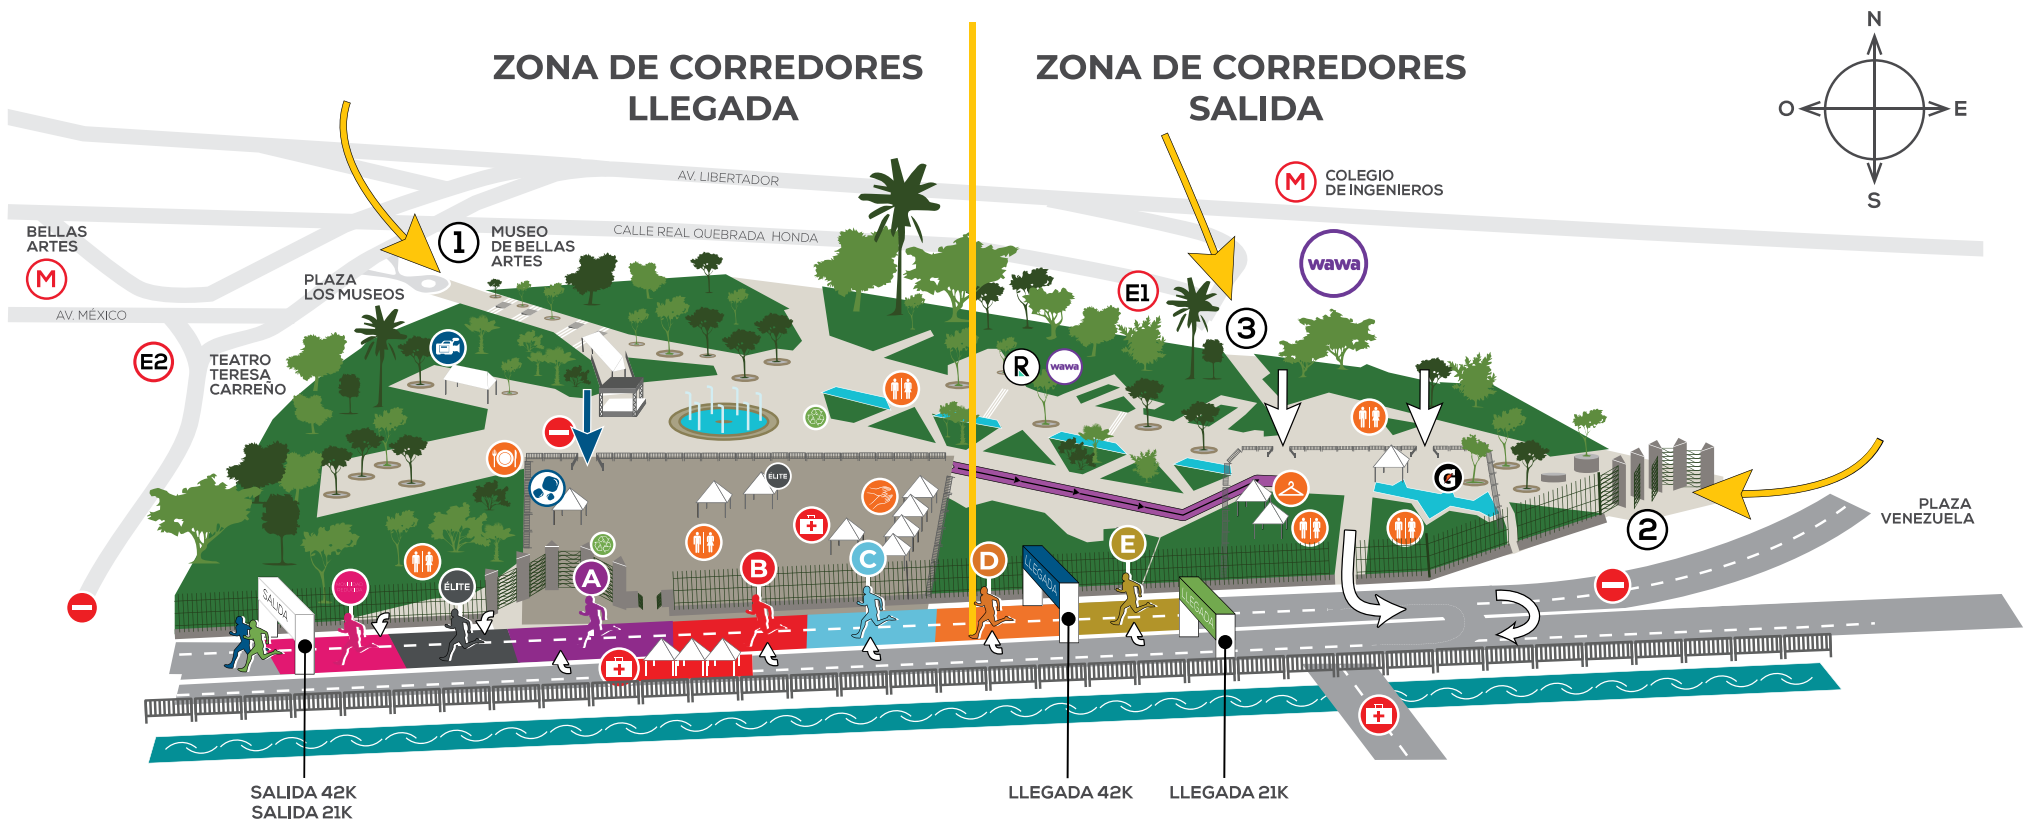 ZONA DE CORREDORES
LLEGADA
ZONA DE CORREDORES
SALIDA
N
O
E
S
AV. LIBERTADOR
M
COLEGIO
DE INGENIEROS
BELLAS
ARTES
M
1
MUSEO
DE BELLAS
ARTES
CALLE REAL QUEBRADA HONDA
wawa
PLAZA
LOS MUSEOS
E1
AV. MÉXICO
3
E2
TEATRO
TERESA
CARREÑO
R
wawa
ELITE
G
PLAZA
VENEZUELA
2
A
B
C
D
E
ÉLITE
SALIDA
LLEGADA
LLEGADA
SALIDA 42K
SALIDA 21K
LLEGADA 42K
LLEGADA 21K